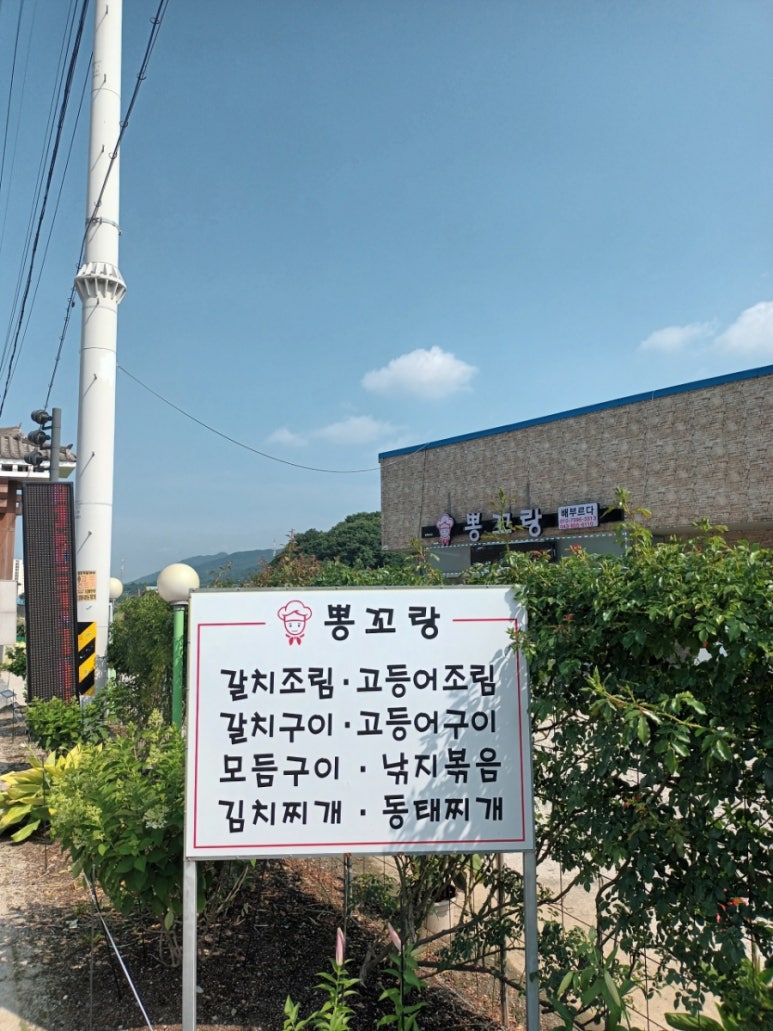 뽕꼬랑
배부르다
뽕꼬랑
갈치조림·고등어조림
갈치구이·고등어구이
모듬구이·낚지볶음
김치찌개·동태찌개